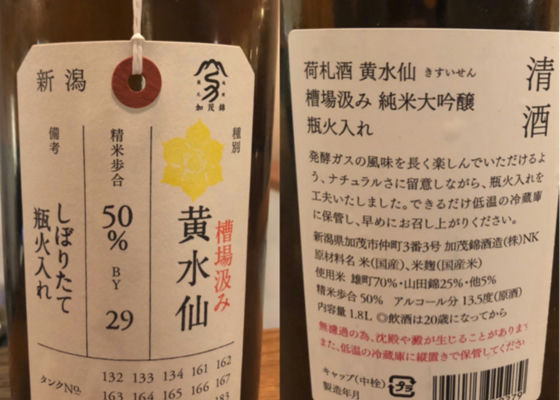 新潟
加茂錦
種別
黄水仙
槽場汲み
精米歩合
50%
BY
29
備考
しぼりたて
瓶火入れ
タンクNo.
132 133 134 161 162
163 164 165 166 167
183
荷札酒 黄水仙 きすいせん
槽場汲み 純米大吟醸
瓶火入れ
清酒
発酵ガスの風味を長く楽しんでいただけるよ
う、ナチュラルさに留意しながら、瓶火入れを
工夫いたしました。できるだけ低温の冷蔵庫
に保管し、早めにお召し上がりください。
新潟県加茂市仲町3番3号 加茂錦酒造(株)NK
原材料名 米(国産)、米麹(国産米)
使用米 雄町70%・山田錦25%・他5%
精米歩合 50% アルコール分 13.5度(原酒)
内容量 1.8L ◎飲酒は20歳になってから
無濾過の為、沈殿や澱が生じることがあります
また、低温の冷蔵庫に縦置きで保管してください
キャップ(中栓)
プラ
製造年月